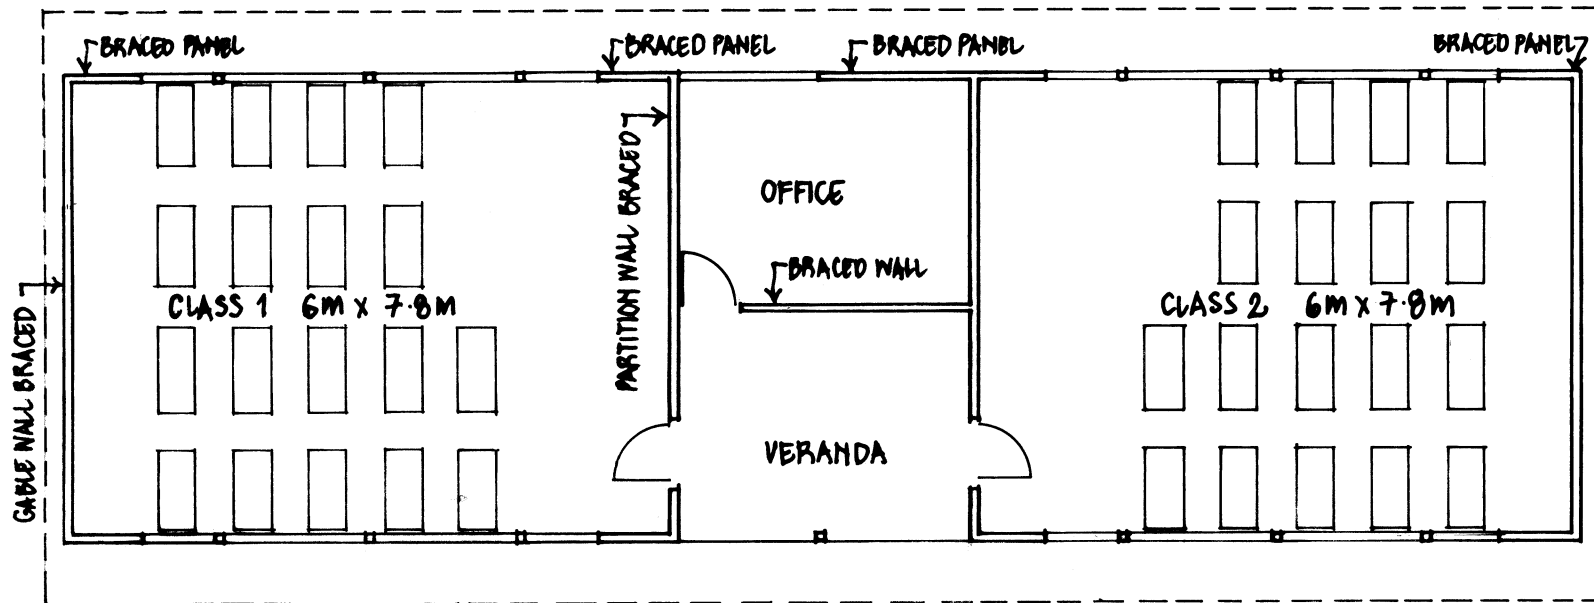 BRACED PANEL
BRACED PANEL
BRACED PANEL
BRACED PANEL
PARTITION WALL BRACED
OFFICE
BRACED WALL
CLASS 1 6m x 7.8m
CLASS 2 6m x 7.8m
GABLE WALL BRACED
VERANDA